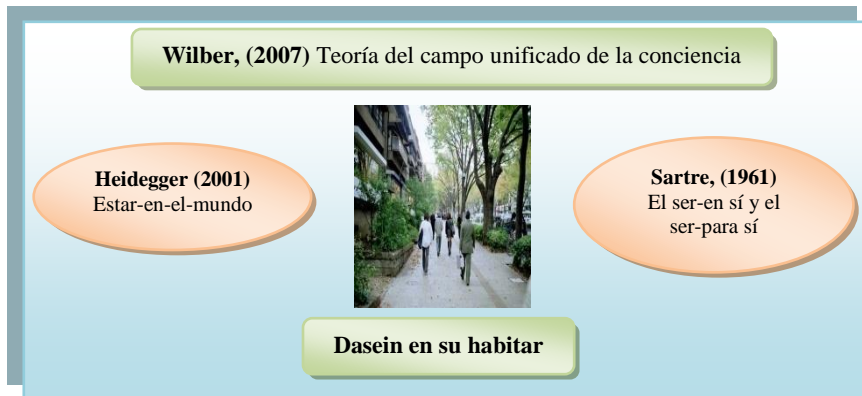 Wilber, (2007) Teoría del campo unificado de la conciencia
Heidegger (2001)
Estar-en-el-mundo
Sartre, (1961)
El ser-en sí y el
ser-para sí
Dasein en su habitar